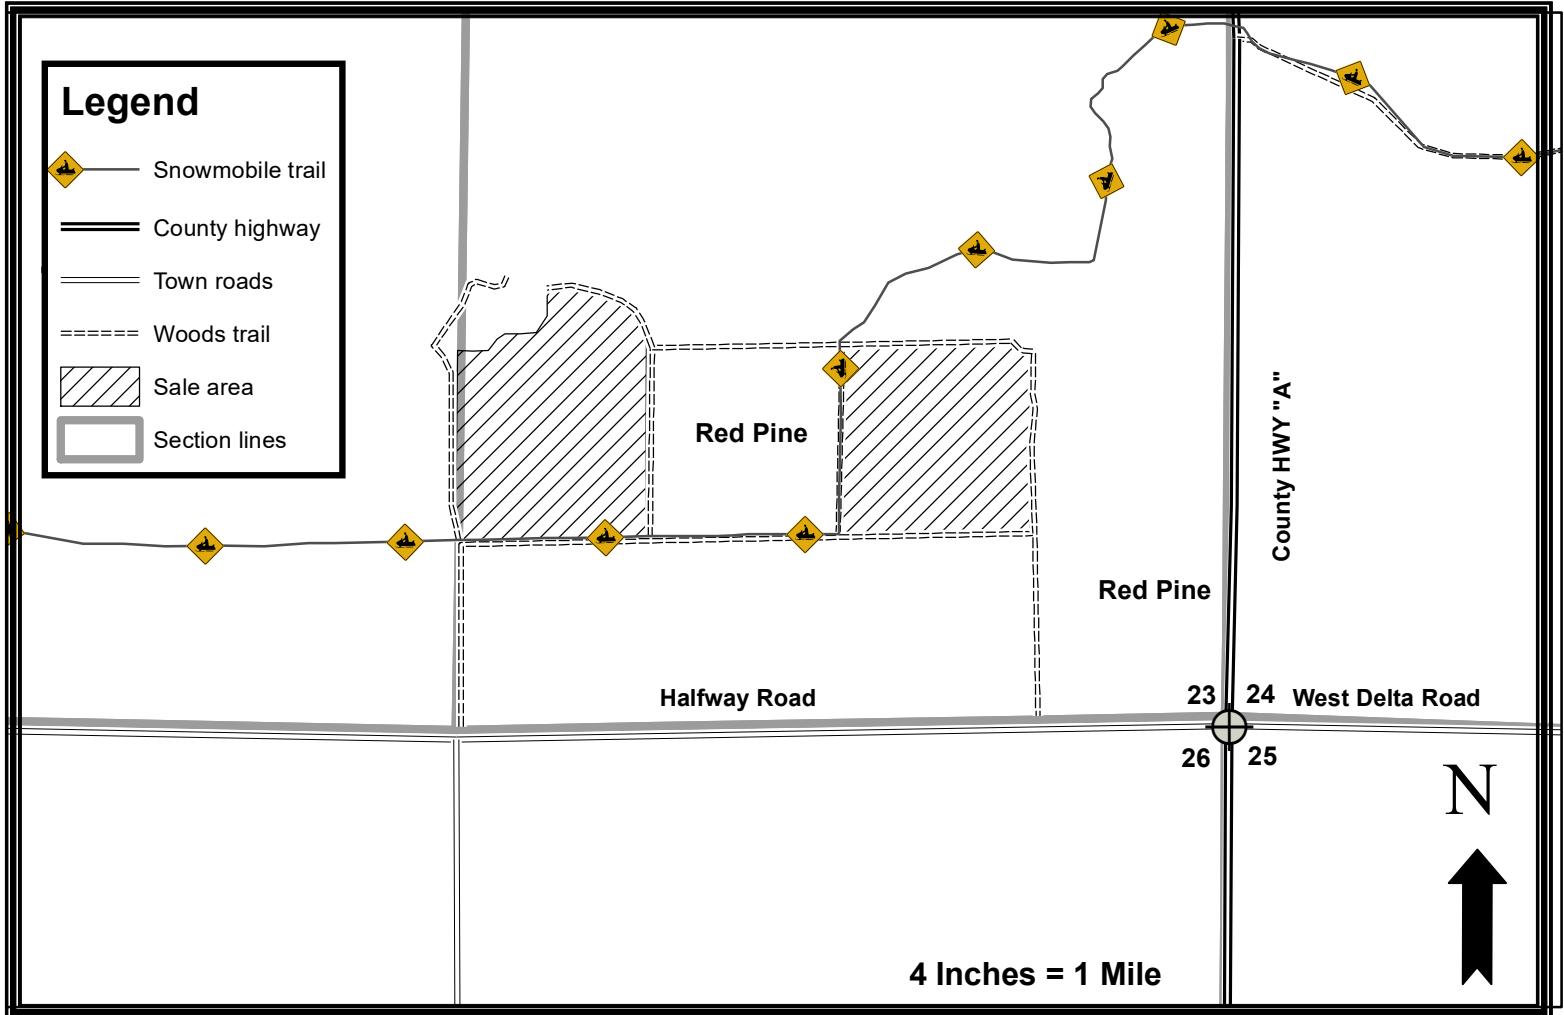 Legend
Snowmobile trail
County highway
Town roads
Woods trail
Sale area
Section lines
Red Pine
County HWY "A"
Red Pine
Halfway Road
23 24 West Delta Road
26 25
N
4 Inches = 1 Mile